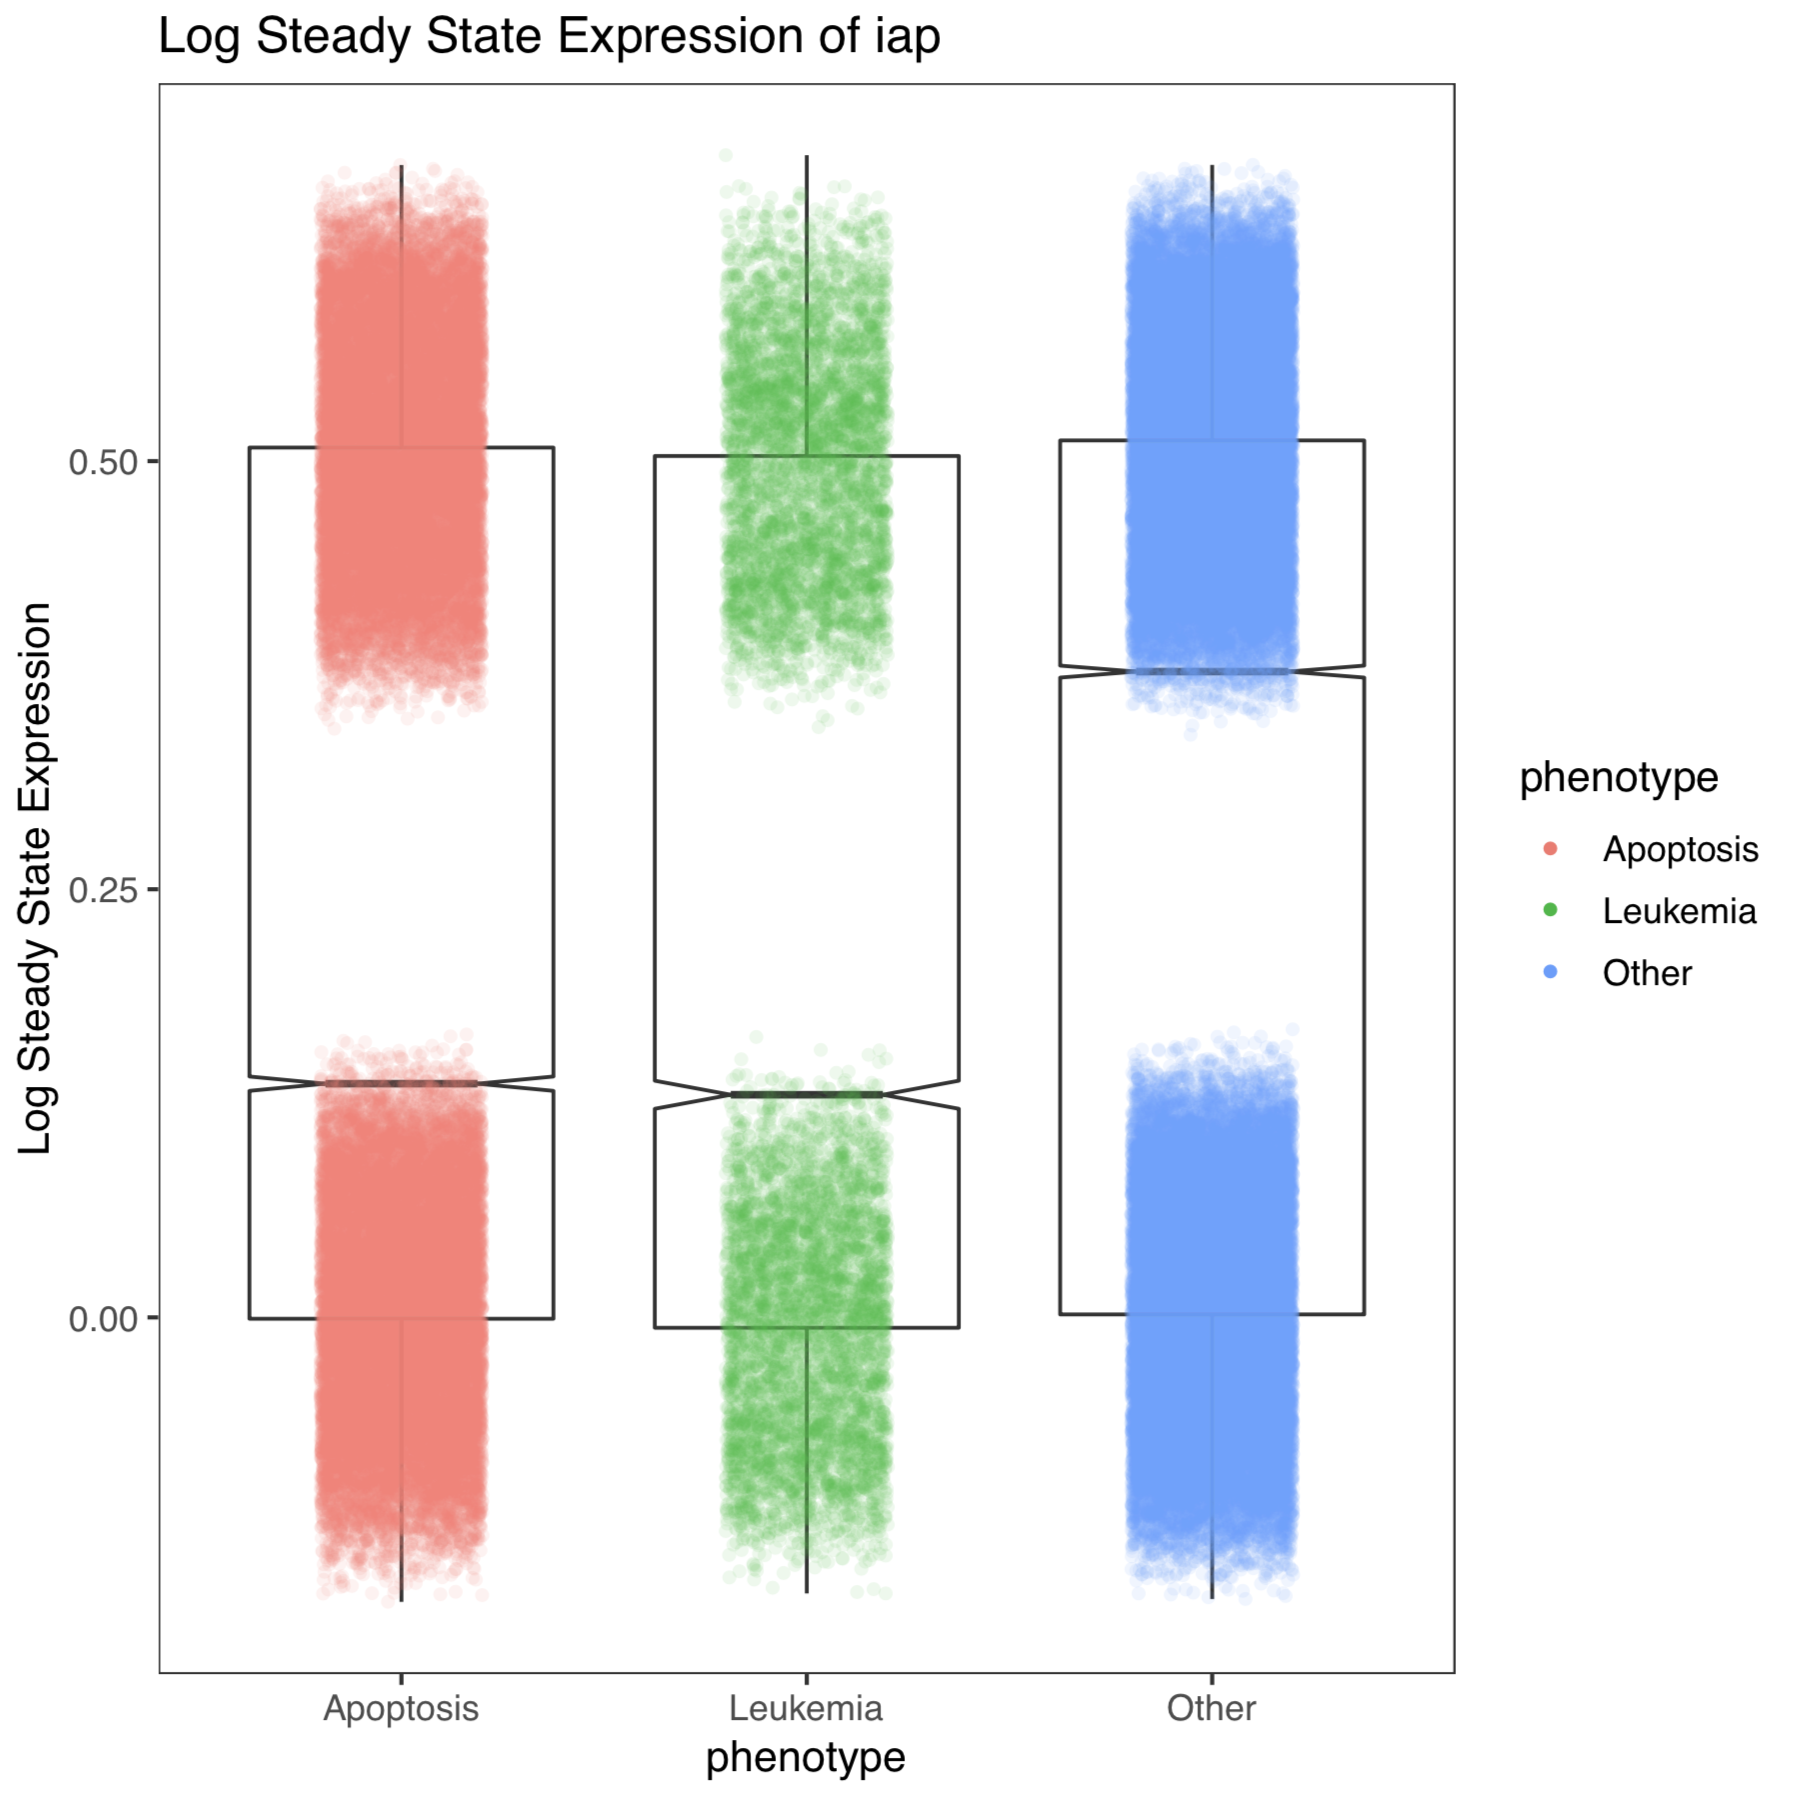 Log Steady State Expression of iap
Log Steady State Expression
0.50
0.25
0.00
Apoptosis
Leukemia
Other
phenotype
phenotype
Apoptosis
Leukemia
Other